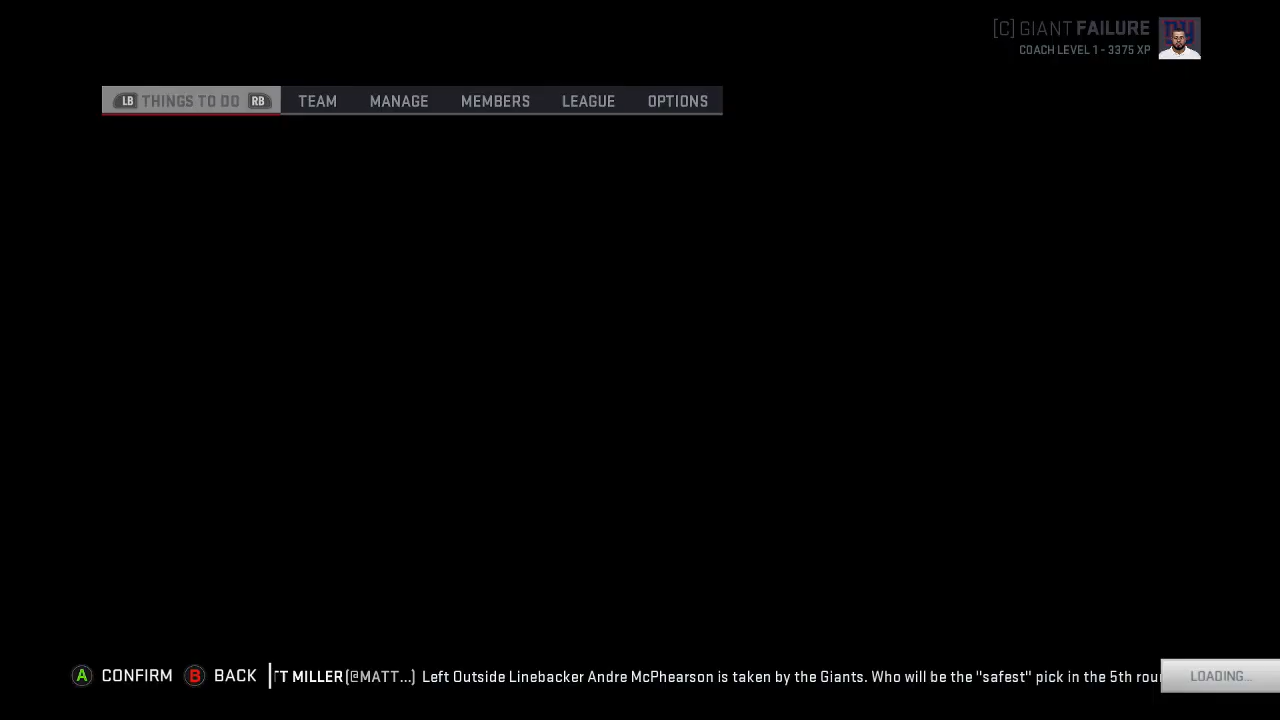 [C] GIANT FAILURE
COACH LEVEL 1 - 3375 XP
LB THINGS TO DO RB TEAM MANAGE MEMBERS LEAGUE OPTIONS
A CONFIRM B BACK T MILLER (@MATT...) Left Outside Linebacker Andre McPhearson is taken by the Giants. Who will be the "safest" pick in the 5th rou
LOADING...